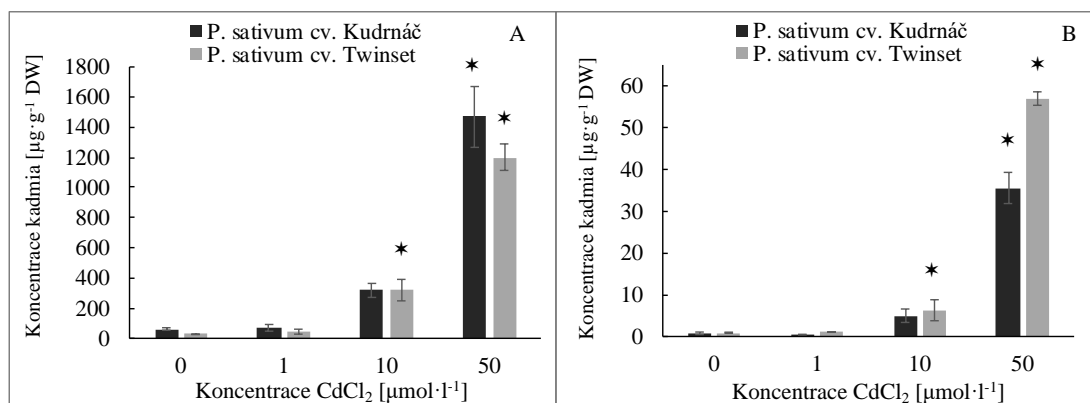 P. sativum cv. Kudrnáč
P. sativum cv. Twinset
A
Koncentrace kadmia [µg·g⁻¹ DW]
1800
1600
1400
1200
1000
800
600
400
200
0
0 1 10 50
Koncentrace CdCl₂ [µmol·l⁻¹]
P. sativum cv. Kudrnáč
P. sativum cv. Twinset
B
Koncentrace kadmia [µg·g⁻¹ DW]
60
50
40
30
20
10
0
0 1 10 50
Koncentrace CdCl₂ [µmol·l⁻¹]